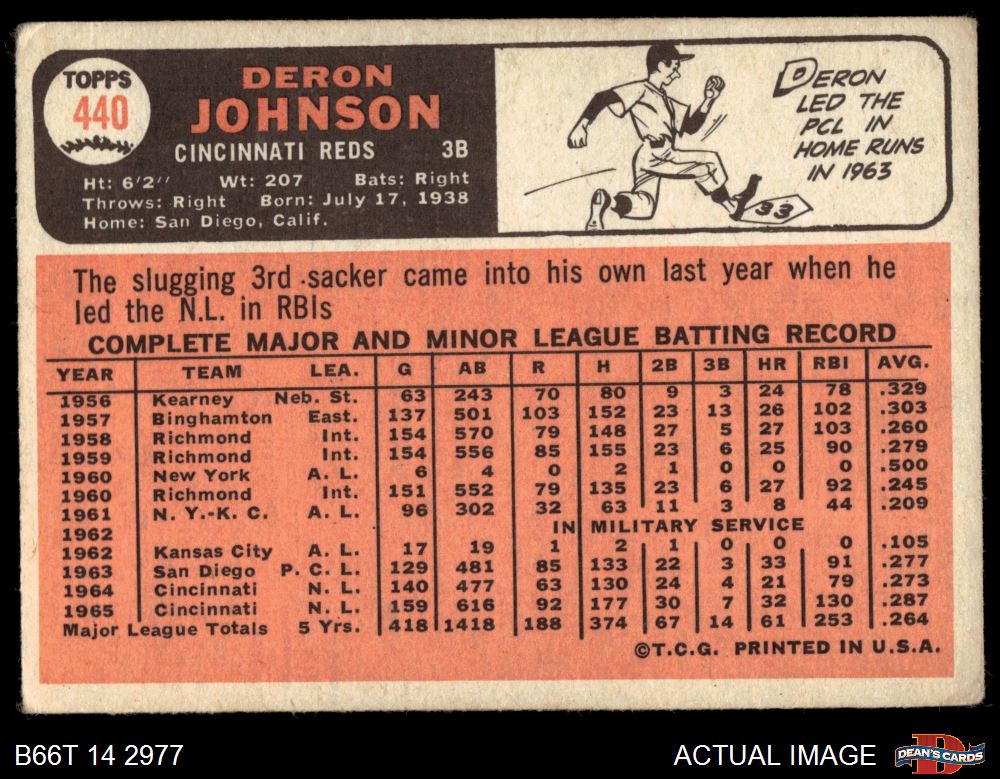 TOPPS
440
DERON
JOHNSON
CINCINNATI REDS 3B
Ht: 6'2" Wt: 207 Bats: Right
Throws: Right Born: July 17, 1938
Home: San Diego, Calif.
DERON
LED THE
PCL IN
HOME RUNS
IN 1963
33
The slugging 3rd sacker came into his own last year when he
led the N.L. in RBIs
COMPLETE MAJOR AND MINOR LEAGUE BATTING RECORD
YEAR TEAM LEA. G AB R H 2B 3B HR RBI AVG.
1956 Kearney Neb. St. 63 243 70 80 9 3 24 78 .329
1957 Binghamton East. 137 501 103 152 23 13 26 102 .303
1958 Richmond Int. 154 570 79 148 27 5 27 103 .260
1959 Richmond Int. 154 556 85 155 23 6 25 90 .279
1960 New York A. L. 6 4 0 2 1 0 0 0 .500
1960 Richmond Int. 151 552 79 135 23 6 27 92 .245
1961 N. Y.-K. C. A. L. 96 302 32 63 11 3 8 44 .209
1962 IN MILITARY SERVICE
1962 Kansas City A. L. 17 19 1 2 1 0 0 0 .105
1963 San Diego P. C. L. 129 481 85 133 22 3 33 91 .277
1964 Cincinnati N. L. 140 477 63 130 24 4 21 79 .273
1965 Cincinnati N. L. 159 616 92 177 30 7 32 130 .287
Major League Totals 5 Yrs. 418 1418 188 374 67 14 61 253 .264
©T.C.G. PRINTED IN U.S.A.
B66T 14 2977
ACTUAL IMAGE
DEAN'S CARDS